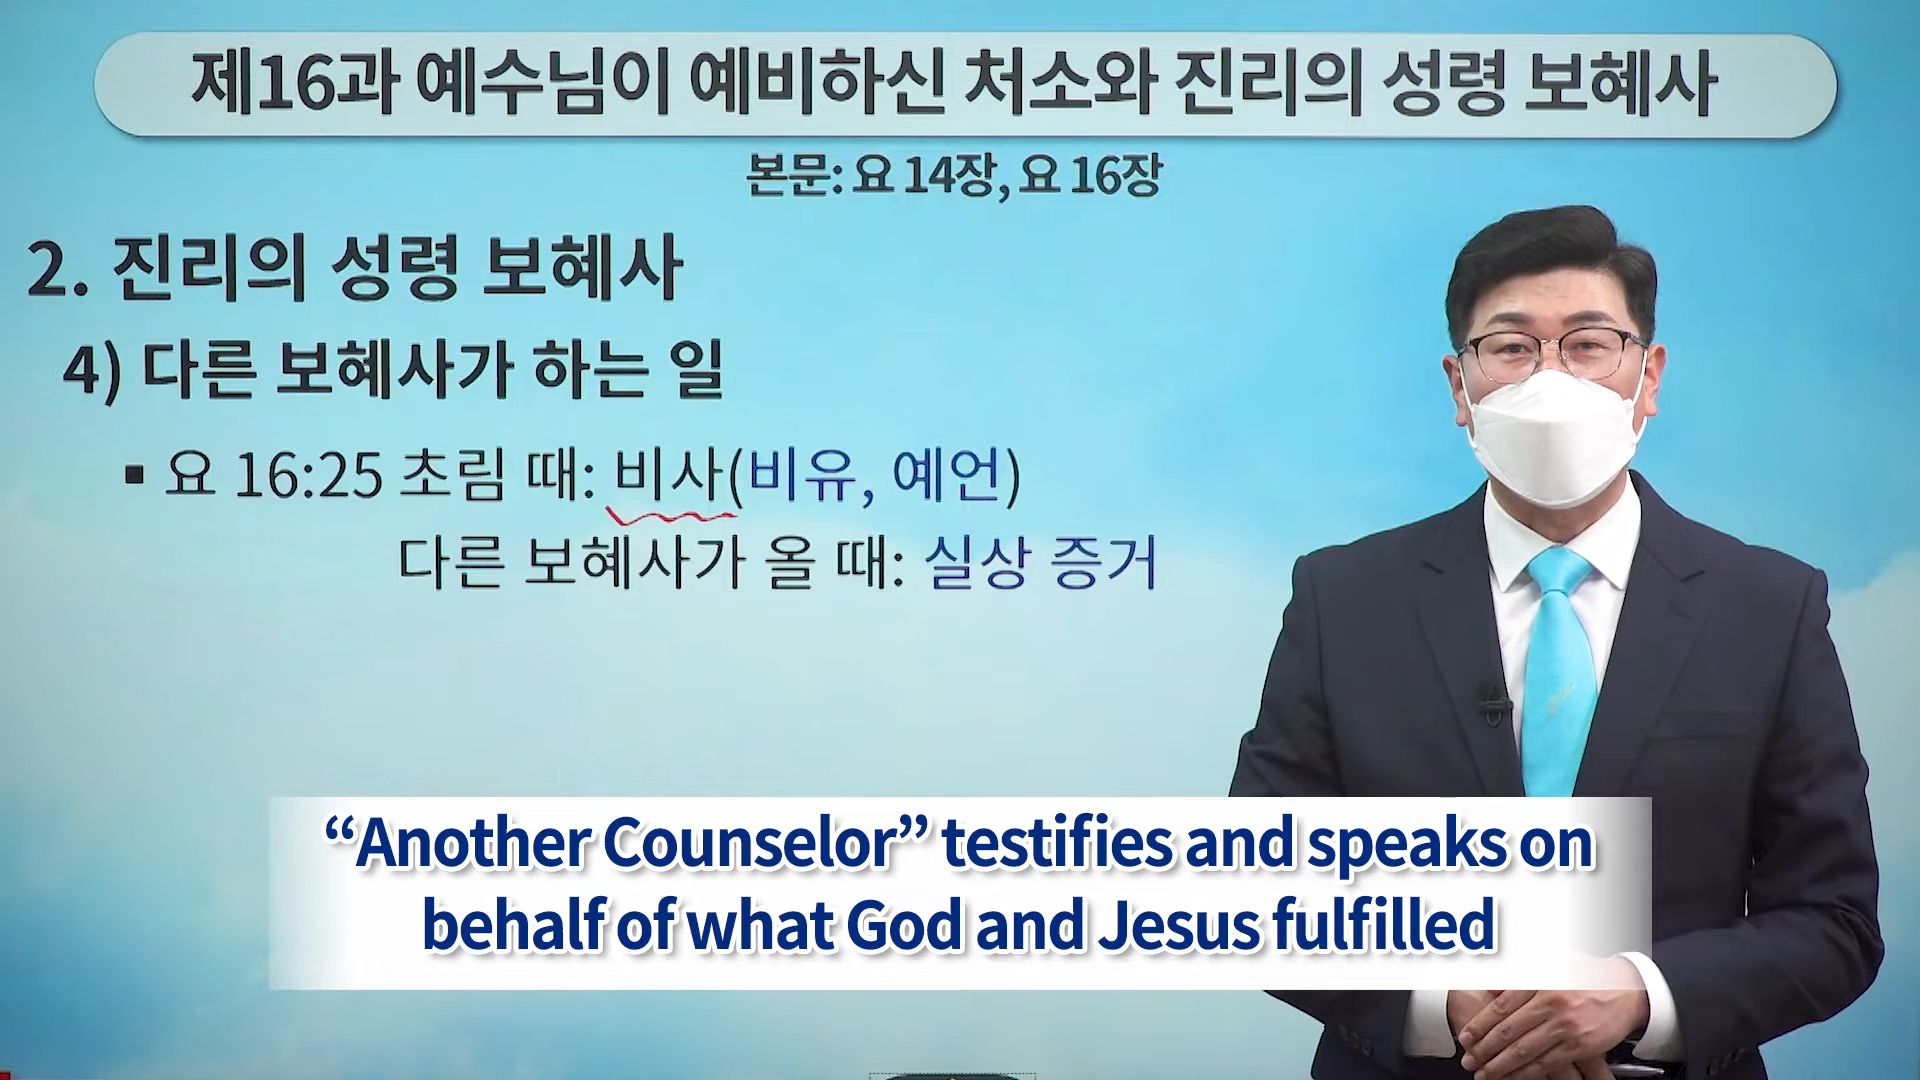 제16과 예수님이 예비하신 처소와 진리의 성령 보혜사
본문: 요 14장, 요 16장
2. 진리의 성령 보혜사
4) 다른 보혜사가 하는 일
▪ 요 16:25 초림 때: 비사(비유, 예언)
다른 보혜사가 올 때: 실상 증거
“Another Counselor” testifies and speaks on
behalf of what God and Jesus fulfilled